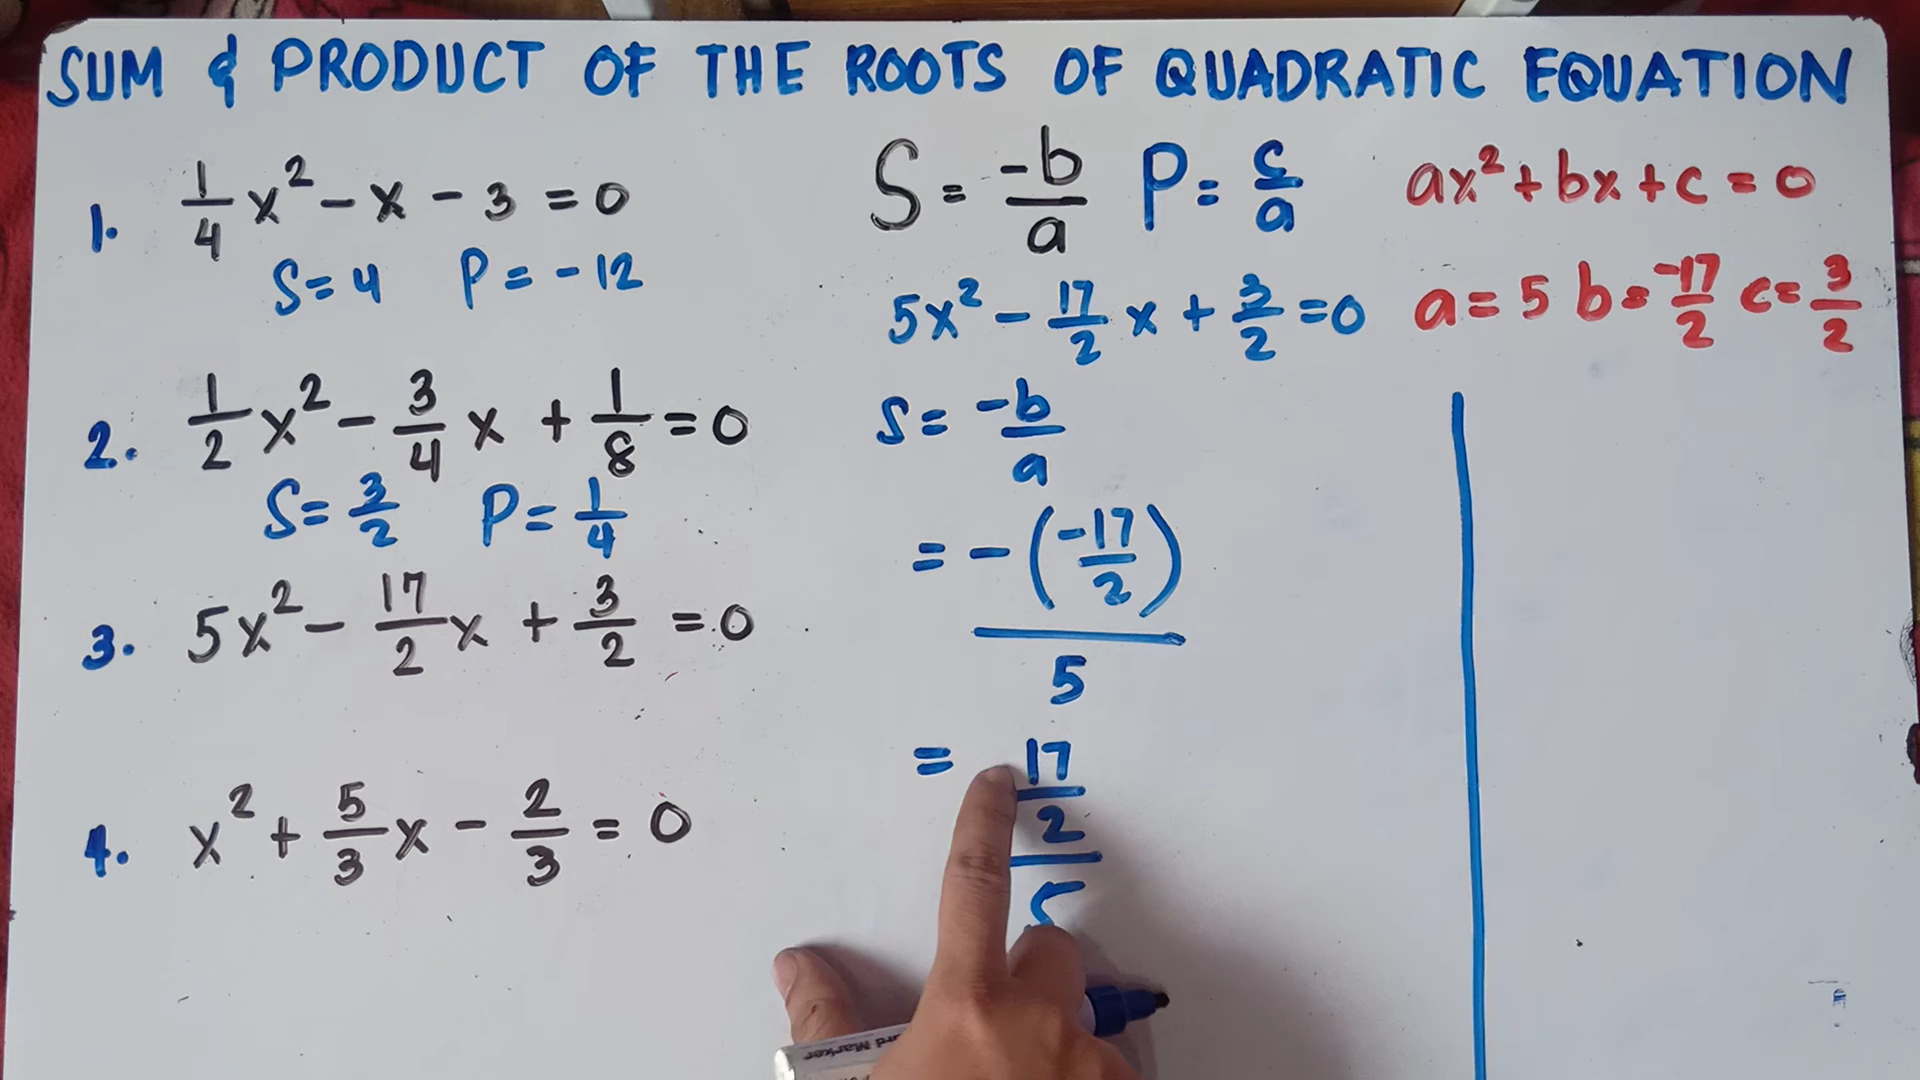 SUM & PRODUCT OF THE ROOTS OF QUADRATIC EQUATION
1. 1/4 x² - x - 3 = 0
S = 4 P = -12
2. 1/2 x² - 3/4 x + 1/8 = 0
S = 3/2 P = 1/4
3. 5x² - 17/2 x + 3/2 = 0
4. x² + 5/3 x - 2/3 = 0
S = -b/a P = c/a
5x² - 17/2 x + 3/2 = 0
S = -b/a
= -(-17/2)
5
= 17/2
5
ax² + bx + c = 0
a = 5 b = -17/2 c = 3/2
Marker